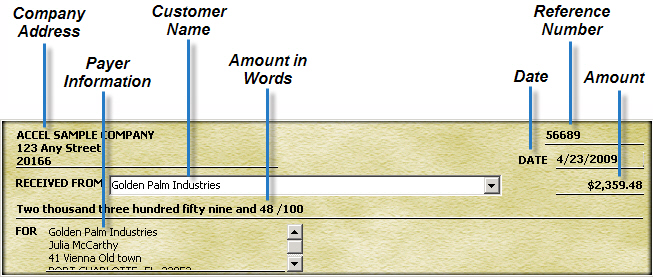 Company Address
Customer Name
Reference Number
Payer Information
Amount in Words
Date
Amount
ACCEL SAMPLE COMPANY
123 Any Street
20166
56689
DATE 4/23/2009
RECEIVED FROM Golden Palm Industries
$2,359.48
Two thousand three hundred fifty nine and 48 /100
FOR Golden Palm Industries
Julia McCarthy
41 Vienna Old town